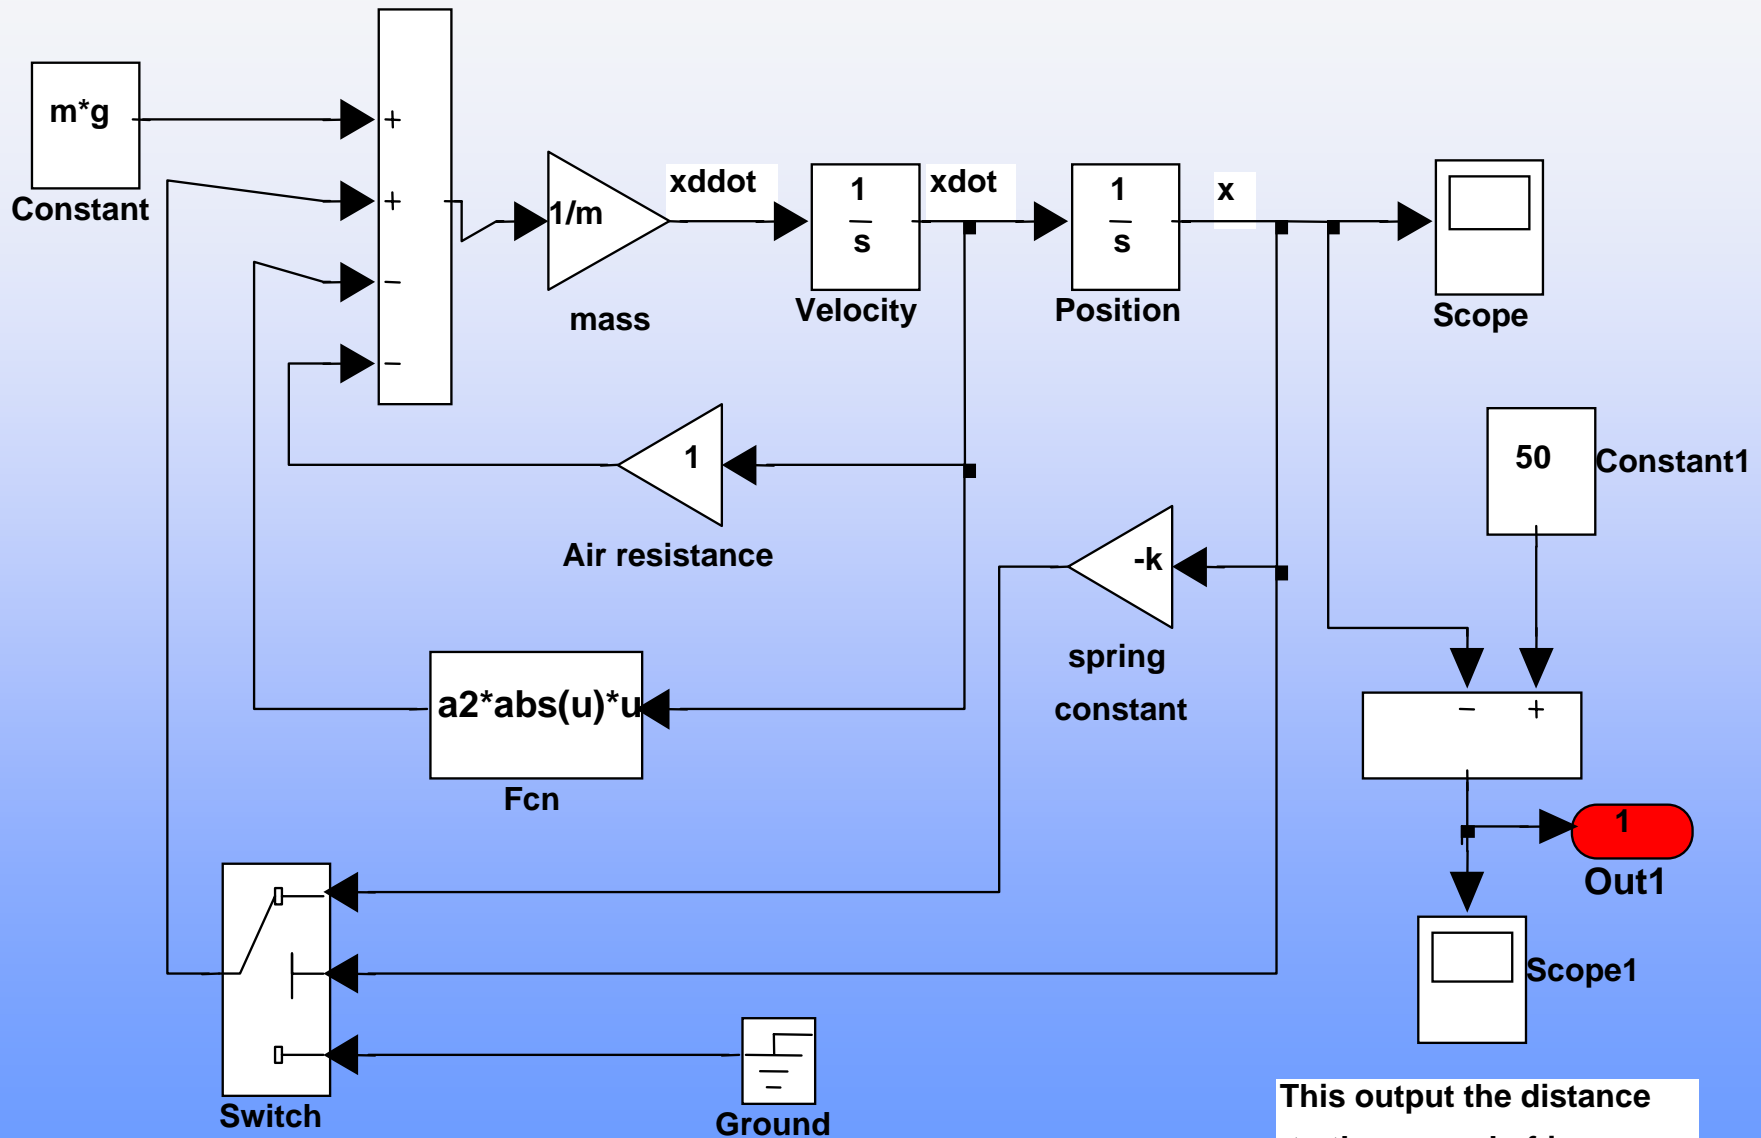 m*g
Constant
+
+
−
−
1/m
mass
xddot
1
s
Velocity
xdot
1
s
Position
x
Scope
1
Air resistance
50
Constant1
-k
spring
constant
a2*abs(u)*u
Fcn
− +
1
Out1
Scope1
Switch
Ground
This output the distance